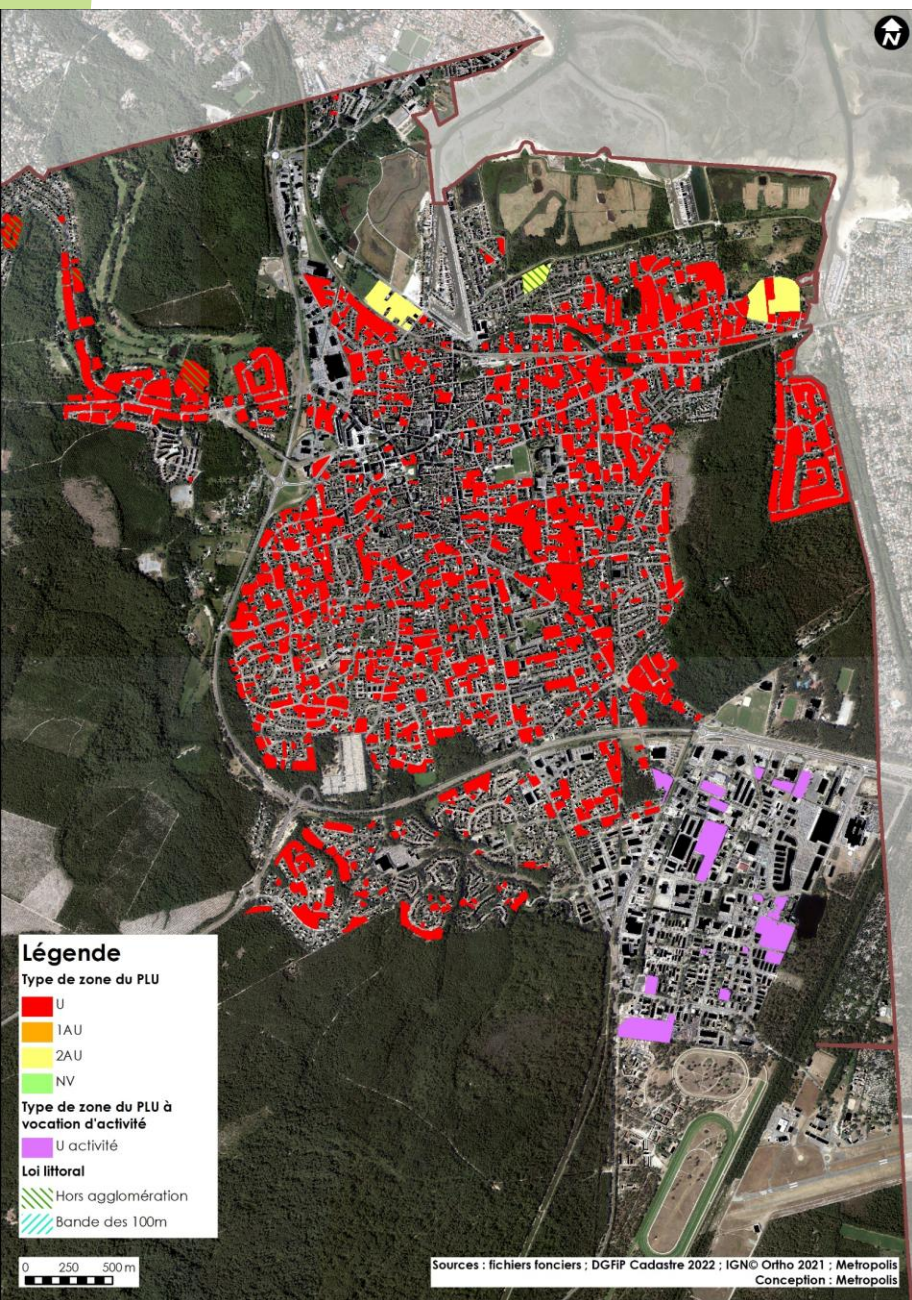 N
Légende
Type de zone du PLU
U
1AU
2AU
NV
Type de zone du PLU à
vocation d'activité
U activité
Loi littoral
Hors agglomération
Bande des 100m
0 250 500 m
Sources : fichiers fonciers ; DGFiP Cadastre 2022 ; IGN© Ortho 2021 ; Metropolis
Conception : Metropolis